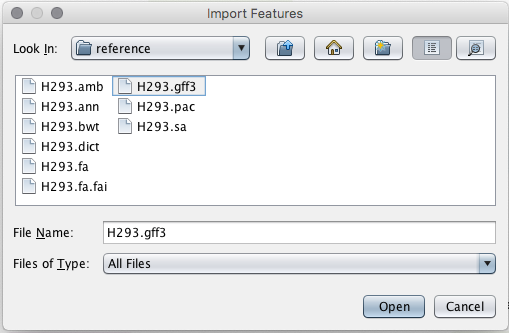 Import Features
Look In: reference
H293.amb
H293.ann
H293.bwt
H293.dict
H293.fa
H293.fa.fai
H293.gff3
H293.pac
H293.sa
File Name: H293.gff3
Files of Type: All Files
Open Cancel